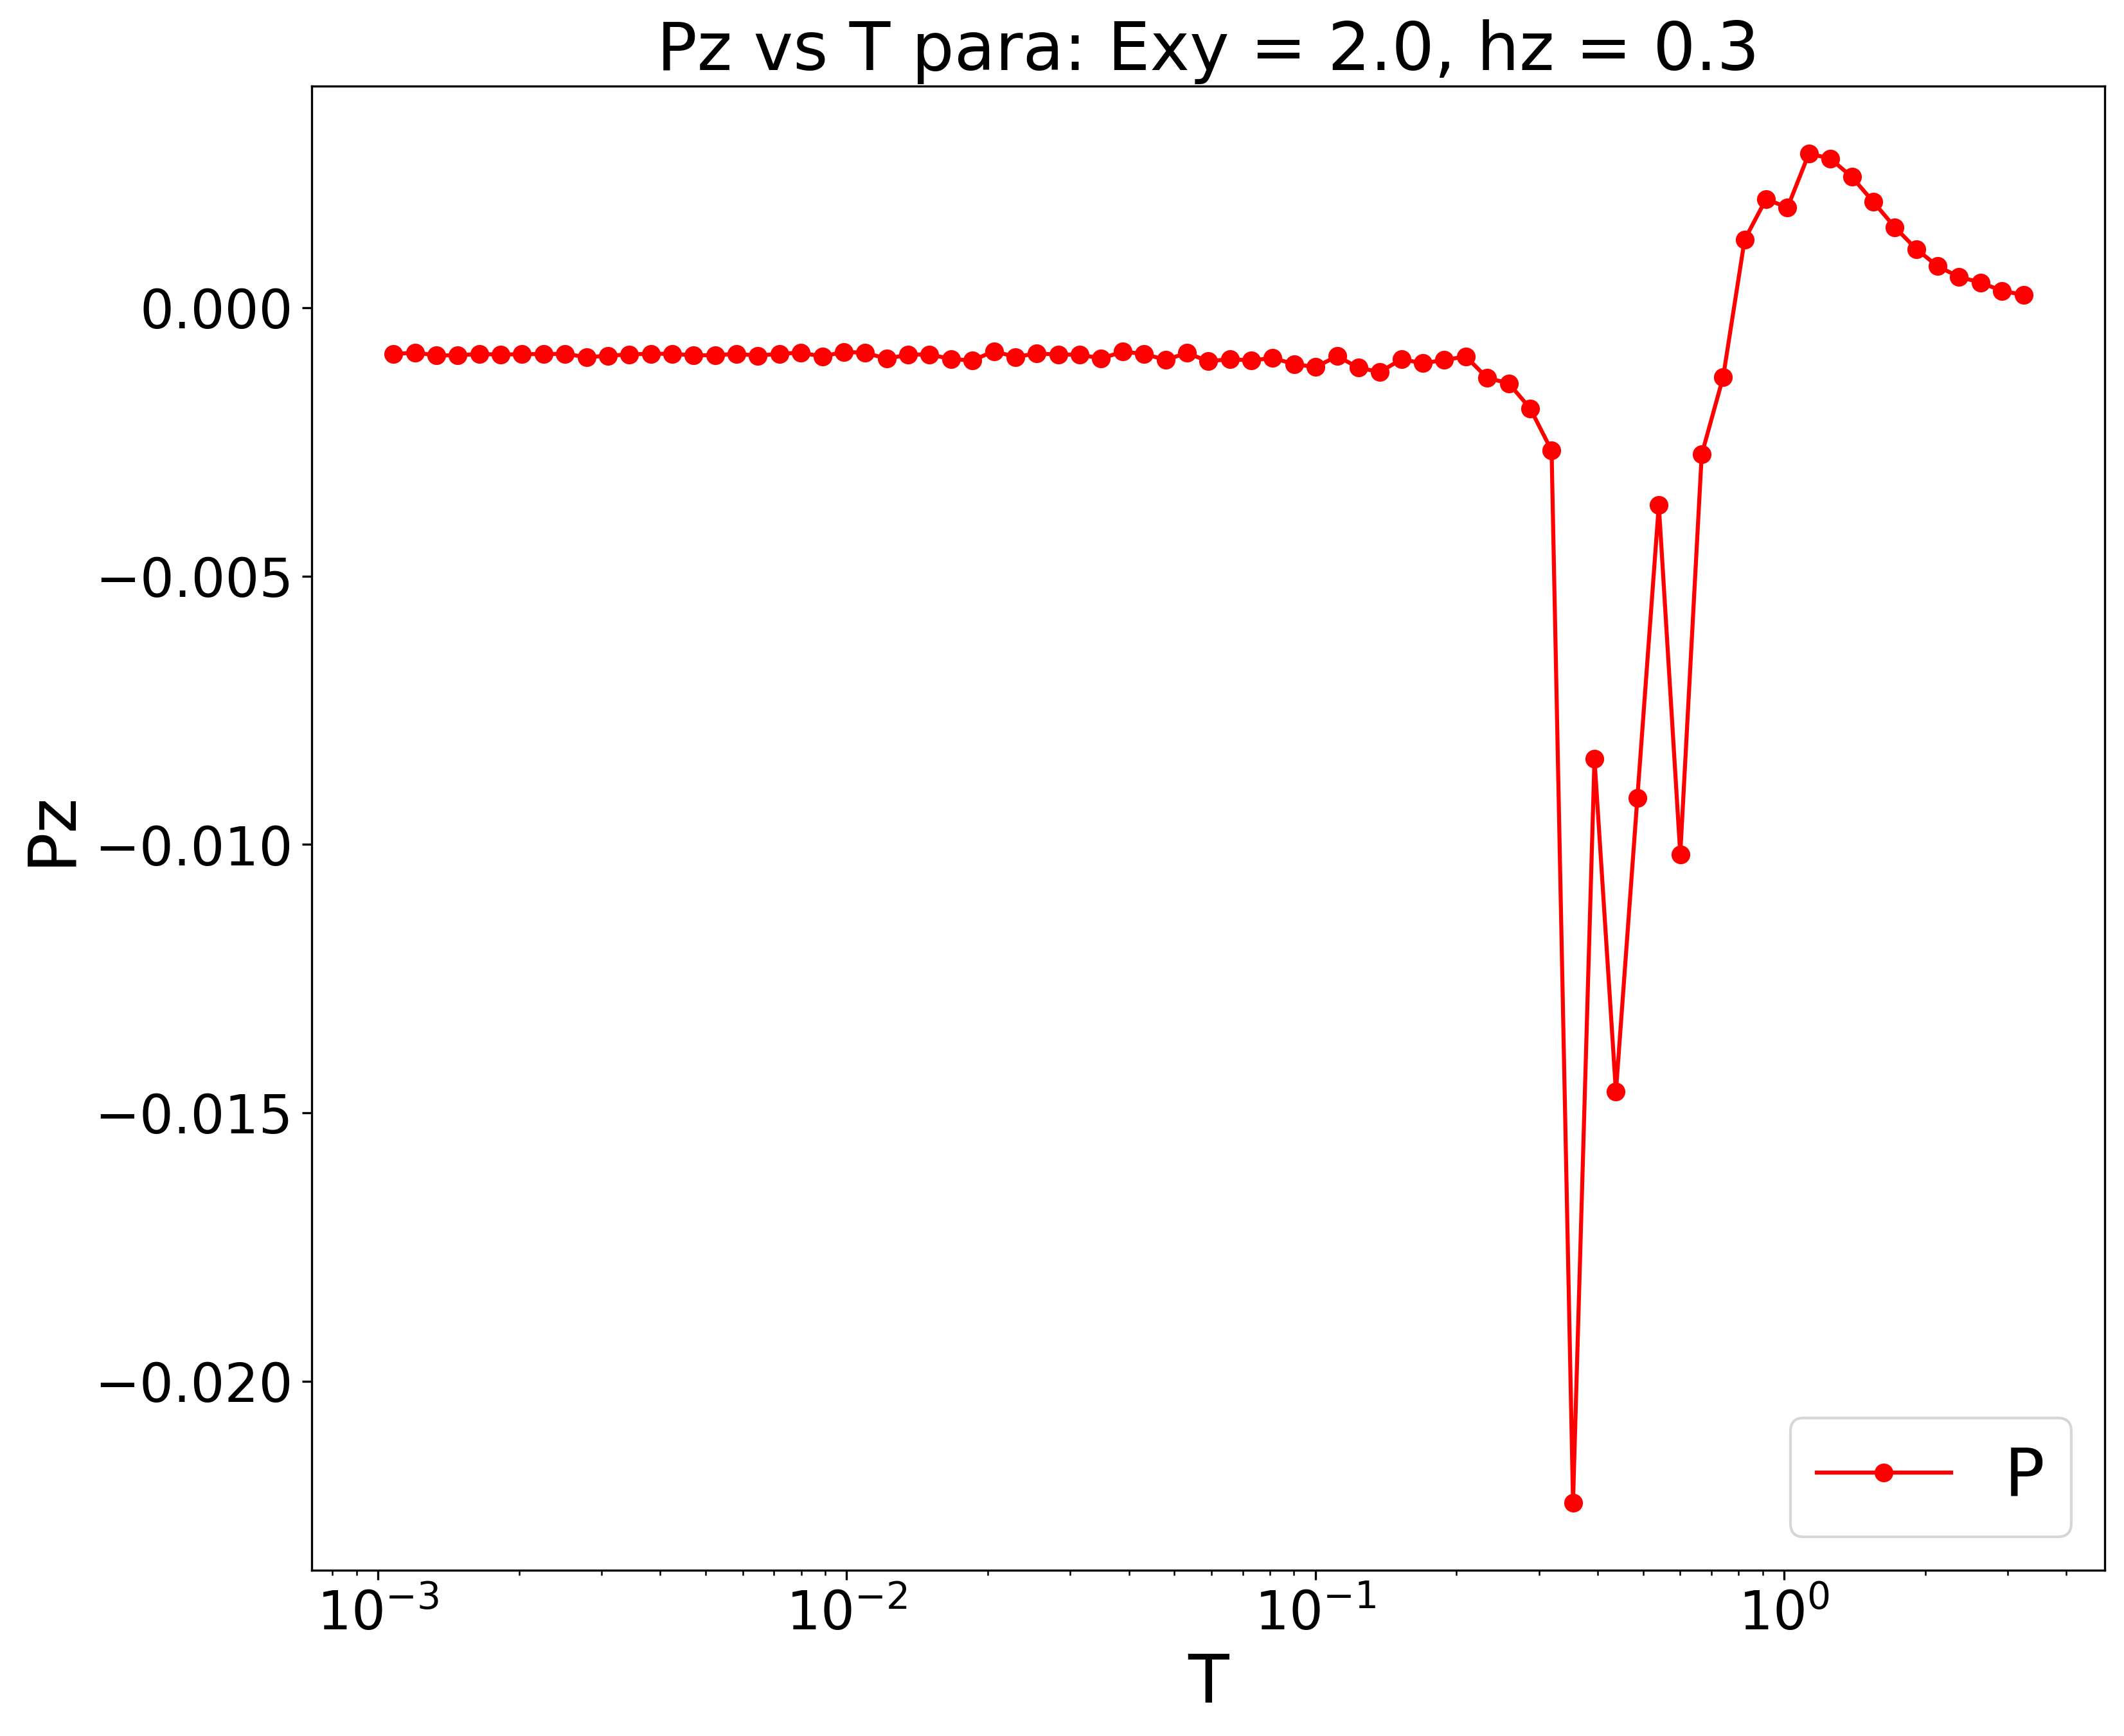 Pz vs T para: Exy = 2.0, hz = 0.3
0.000
−0.005
−0.010
−0.015
−0.020
Pz
P
10⁻³ 10⁻² 10⁻¹ 10⁰
T